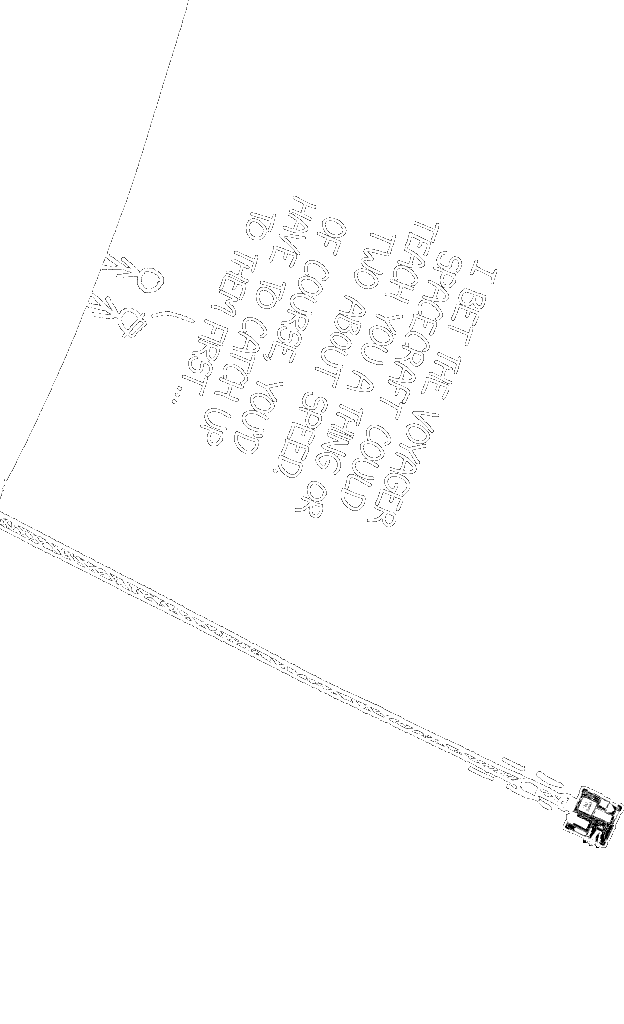 I BET THE VOYAGER
SPACECRAFT COULD
TEACH YOU A THING OR
TWO ABOUT SPEED.
OF COURSE YOU'D
HAVE TO CATCH UP
TO THEM FIRST...